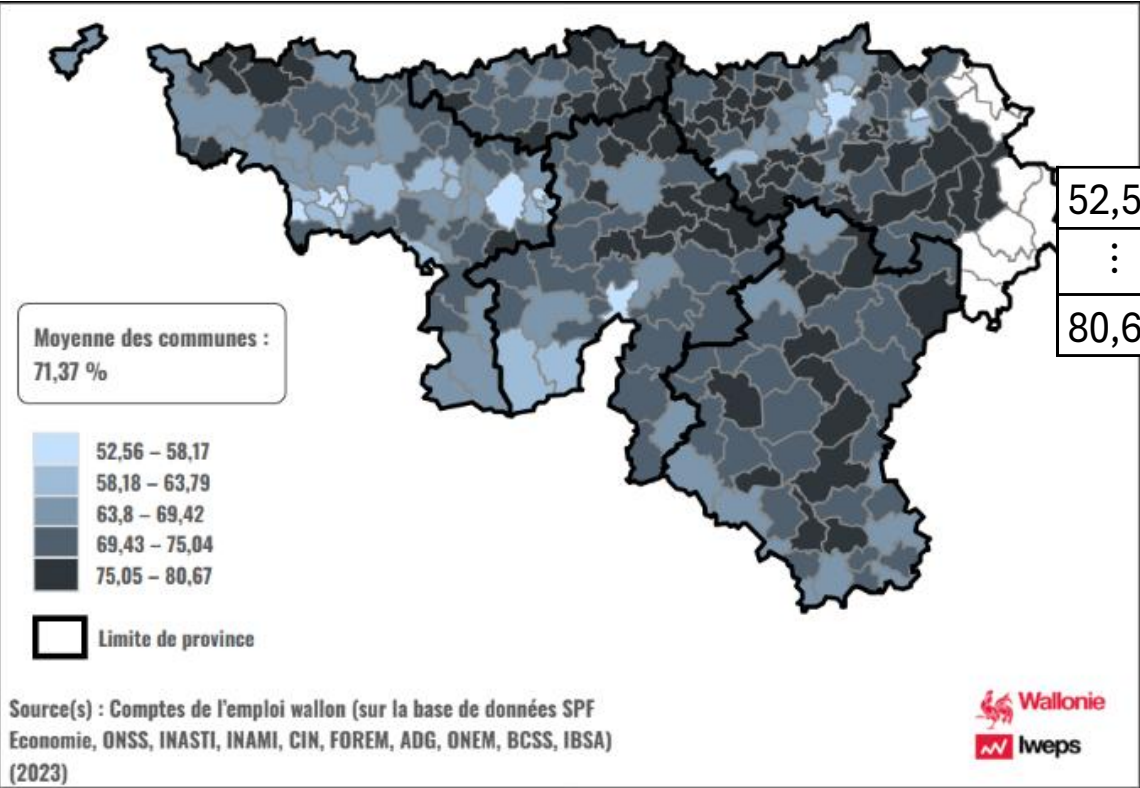 52,5
⋮
80,6
Moyenne des communes :
71,37 %
52,56 – 58,17
58,18 – 63,79
63,8 – 69,42
69,43 – 75,04
75,05 – 80,67
Limite de province
Source(s) : Comptes de l'emploi wallon (sur la base de données SPF
Economie, ONSS, INASTI, INAMI, CIN, FOREM, ADG, ONEM, BCSS, IBSA)
(2023)
Wallonie
Iweps